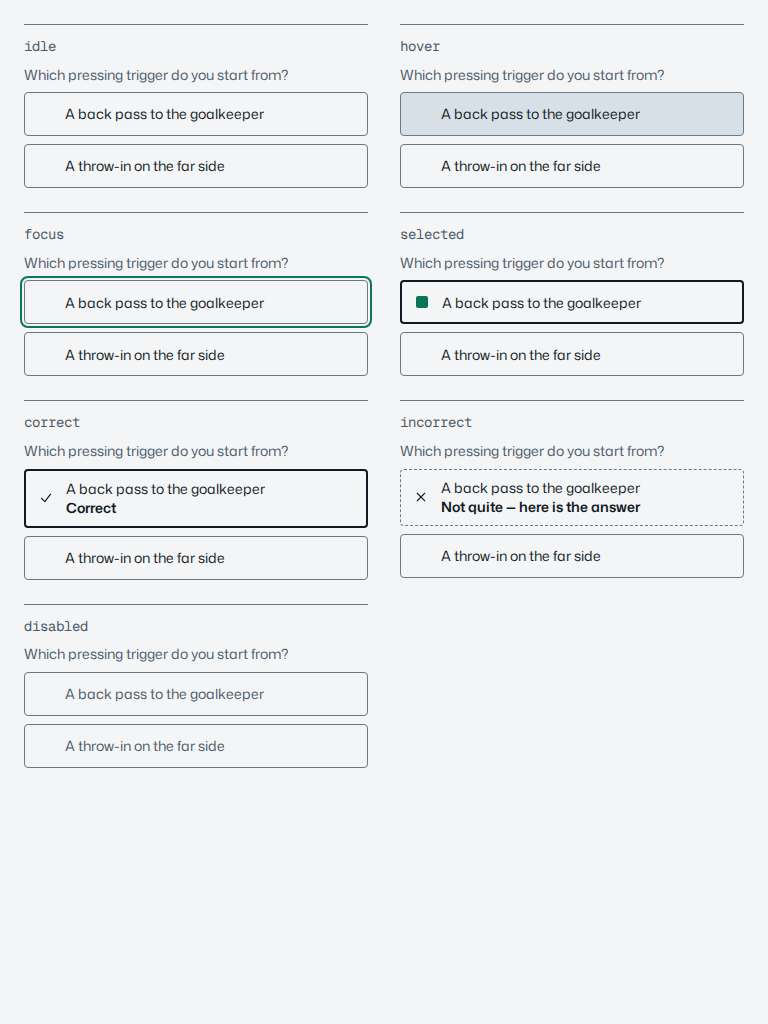 idle
Which pressing trigger do you start from?
A back pass to the goalkeeper
A throw-in on the far side
hover
Which pressing trigger do you start from?
A back pass to the goalkeeper
A throw-in on the far side
focus
Which pressing trigger do you start from?
A back pass to the goalkeeper
A throw-in on the far side
selected
Which pressing trigger do you start from?
A back pass to the goalkeeper
A throw-in on the far side
correct
Which pressing trigger do you start from?
A back pass to the goalkeeper
Correct
A throw-in on the far side
incorrect
Which pressing trigger do you start from?
A back pass to the goalkeeper
Not quite — here is the answer
A throw-in on the far side
disabled
Which pressing trigger do you start from?
A back pass to the goalkeeper
A throw-in on the far side